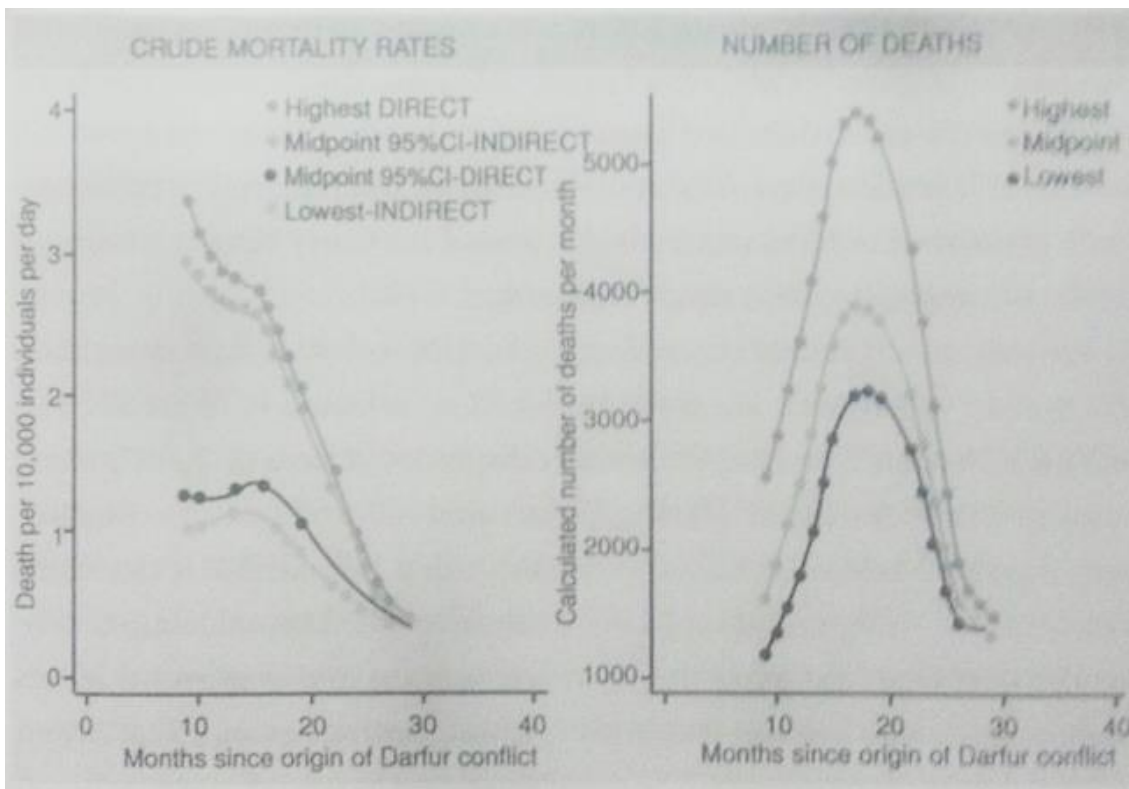 CRUDE MORTALITY RATES
4
3
2
1
0
Death per 10,000 individuals per day
Highest DIRECT
Midpoint 95%CI-INDIRECT
Midpoint 95%CI-DIRECT
Lowest-INDIRECT
0 10 20 30 40
Months since origin of Darfur conflict
NUMBER OF DEATHS
5000
4000
3000
2000
1000
Calculated number of deaths per month
Highest
Midpoint
Lowest
10 20 30 40
Months since origin of Darfur conflict